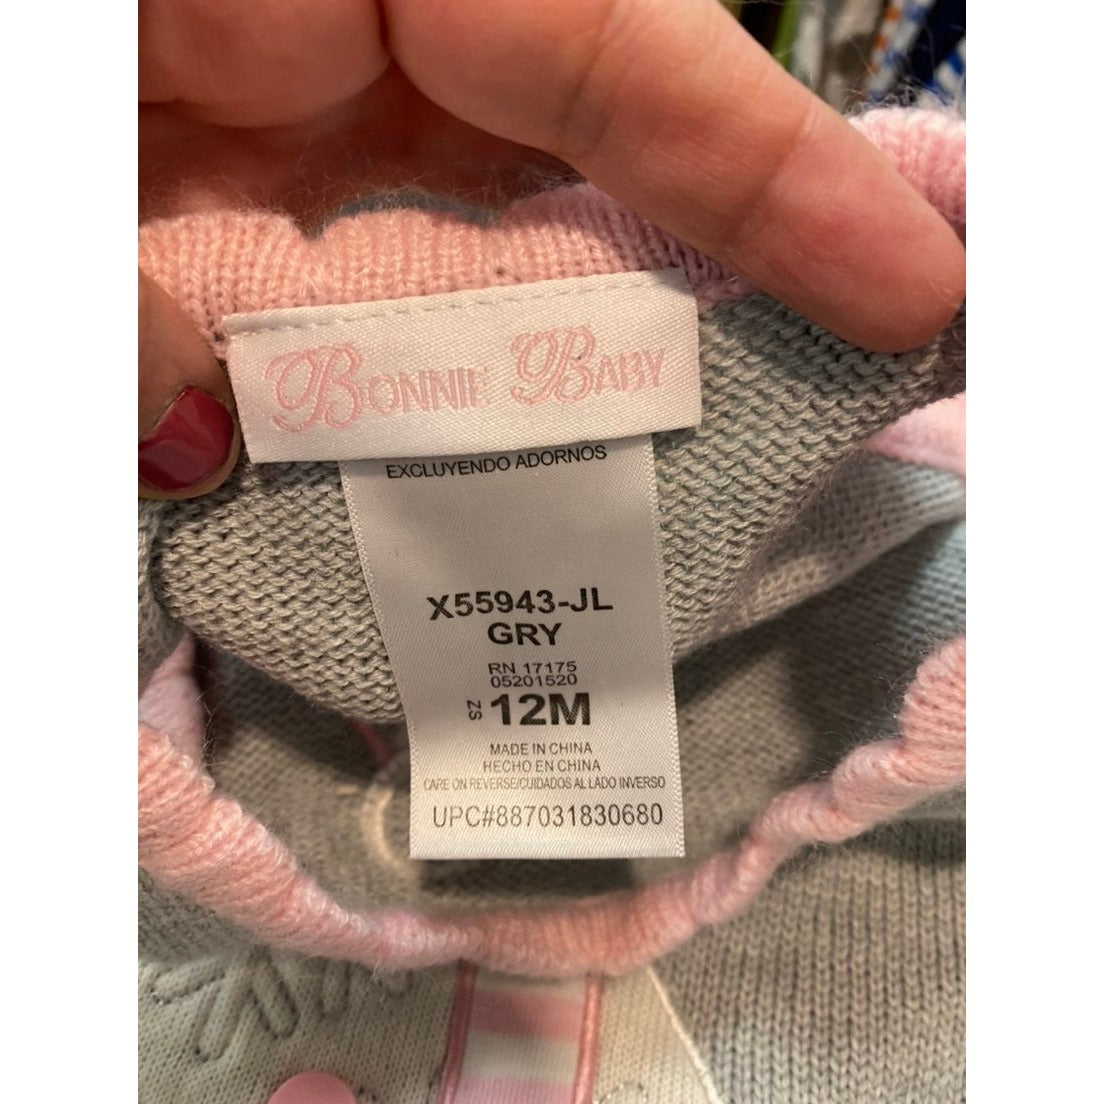 BONNIE BABY
EXCLUYENDO ADORNOS
X55943-JL
GRY
RN 17175
05201520
ZS 12M
MADE IN CHINA
HECHO EN CHINA
CARE ON REVERSE/CUIDADOS AL LADO INVERSO
UPC#887031830680